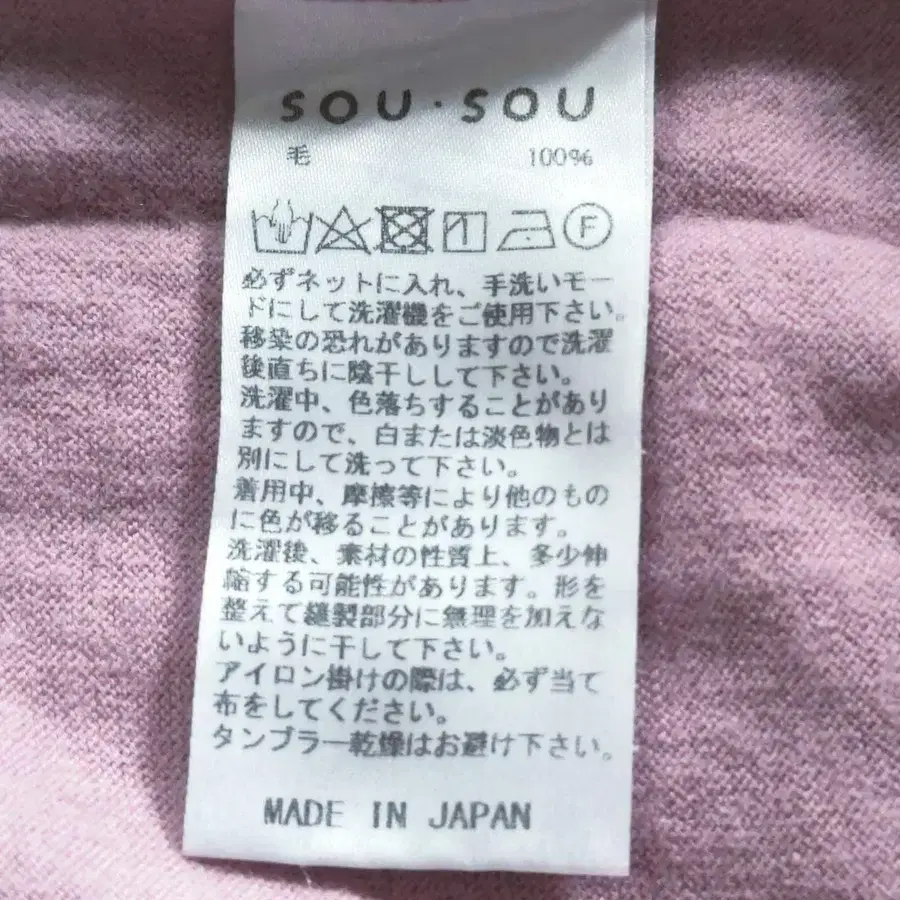 SOU・SOU
毛 100%
F
必ずネットに入れ、手洗いモー
ドにして洗濯機をご使用下さい。
移染の恐れがありますので洗濯
後直ちに陰干しして下さい。
洗濯中、色落ちすることがあり
ますので、白または淡色物とは
別にして洗って下さい。
着用中、摩擦等により他のもの
に色が移ることがあります。
洗濯後、素材の性質上、多少伸
縮する可能性があります。形を
整えて縫製部分に無理を加えな
いように干して下さい。
アイロン掛けの際は、必ず当て
布をしてください。
タンブラー乾燥はお避け下さい。
MADE IN JAPAN